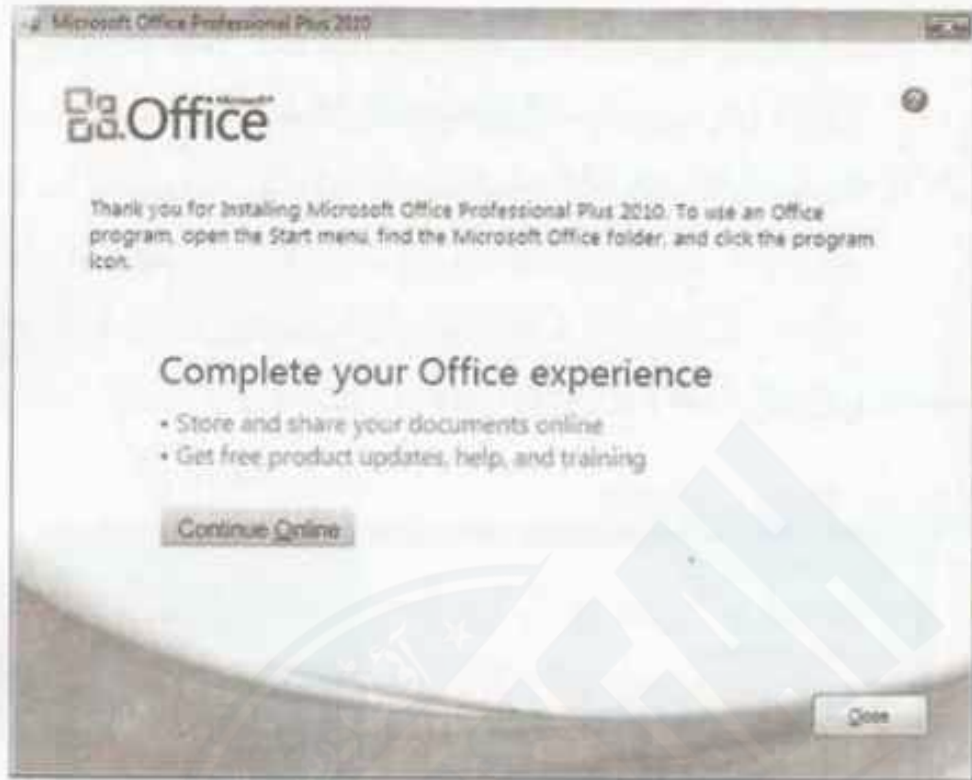 Microsoft Office Professional Plus 2010
Microsoft
Office
Thank you for installing Microsoft Office Professional Plus 2010. To use an Office
program, open the Start menu, find the Microsoft Office folder, and click the program
icon.
Complete your Office experience
• Store and share your documents online
• Get free product updates, help, and training
Continue Online
Close